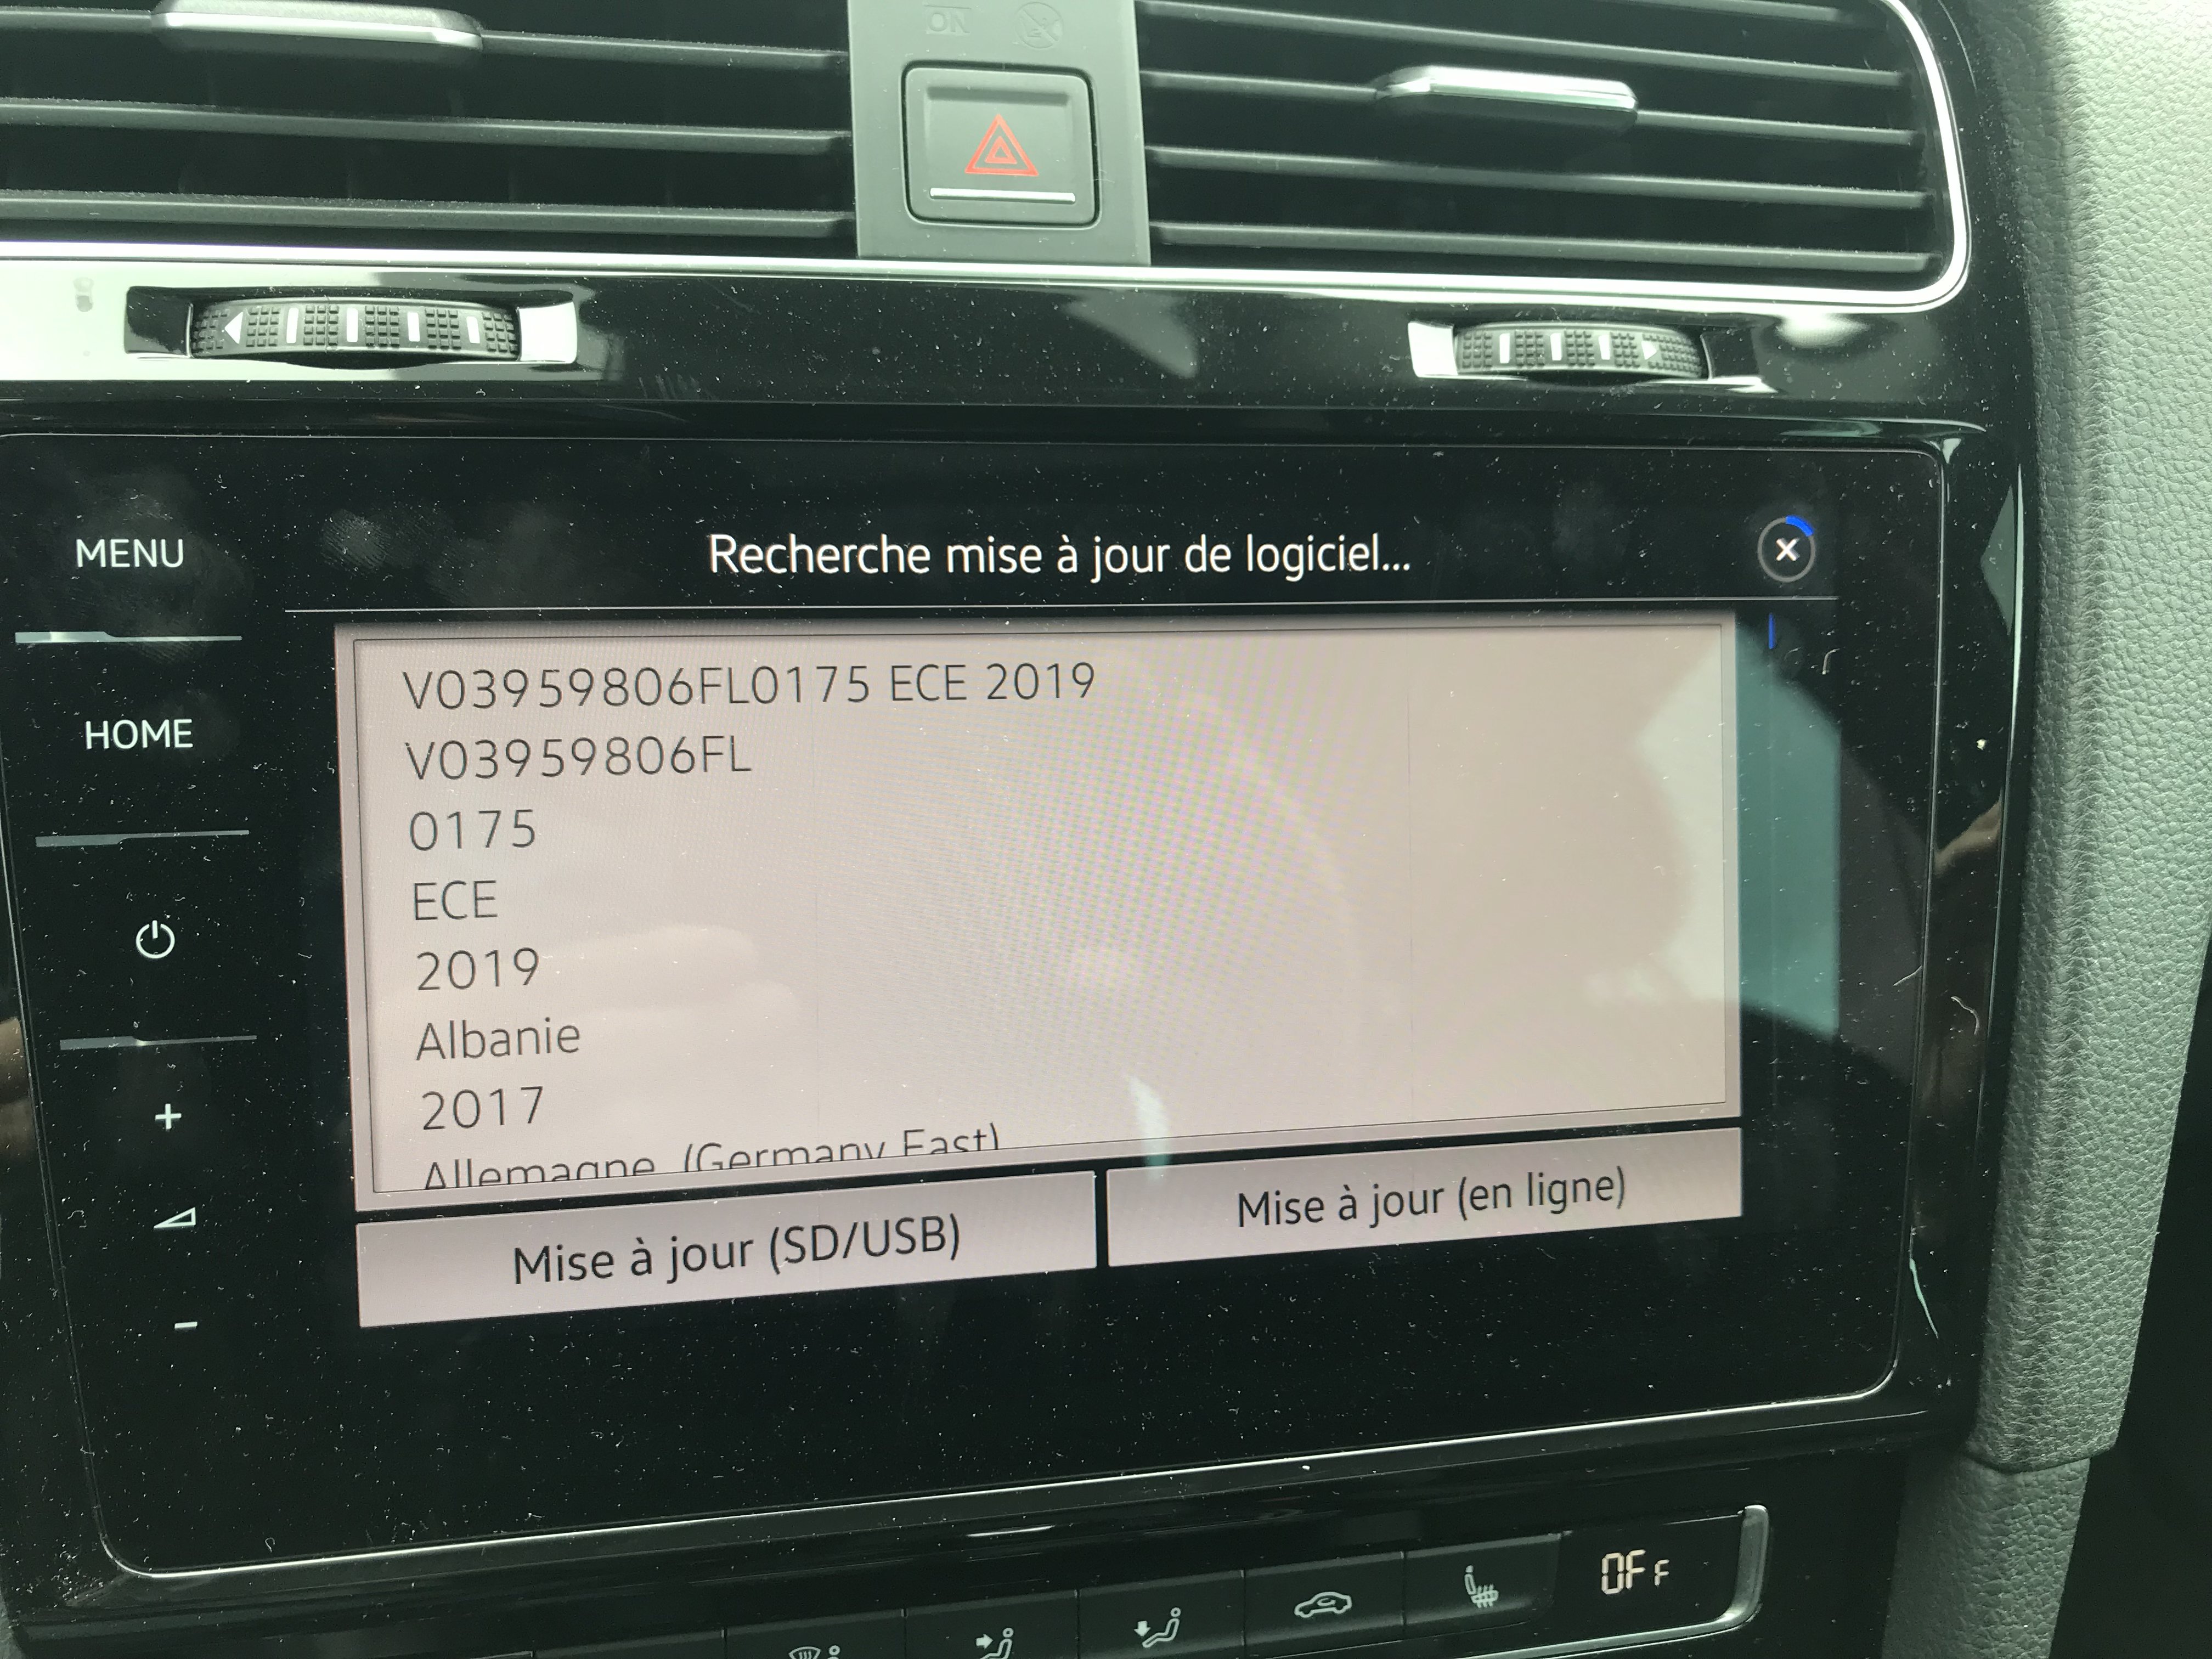 ON
MENU
HOME
+
-
Recherche mise à jour de logiciel...
V03959806FL0175 ECE 2019
V03959806FL
0175
ECE
2019
Albanie
2017
Allemagne (Germany East)
Mise à jour (SD/USB)
Mise à jour (en ligne)
OFF